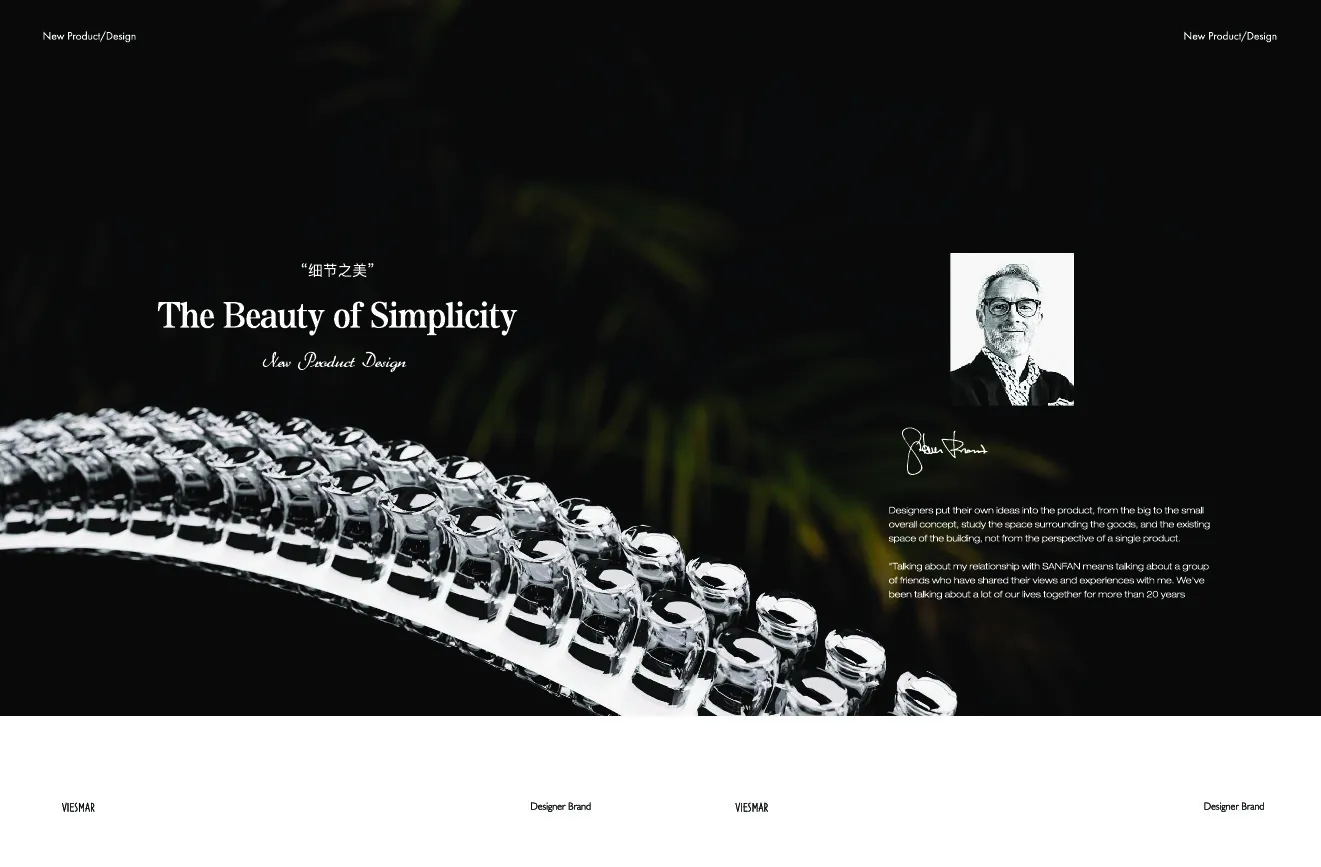 New Product/Design
New Product/Design
“细节之美”
The Beauty of Simplicity
New Product Design
Designers put their own ideas into the product, from the big to the small
overall concept, study the space surrounding the goods, and the existing
space of the building, not from the perspective of a single product.
"Talking about my relationship with SANFAN means talking about a group
of friends who have shared their views and experiences with me. We've
been talking about a lot of our lives together for more than 20 years
VIESMAR
Designer Brand
VIESMAR
Designer Brand